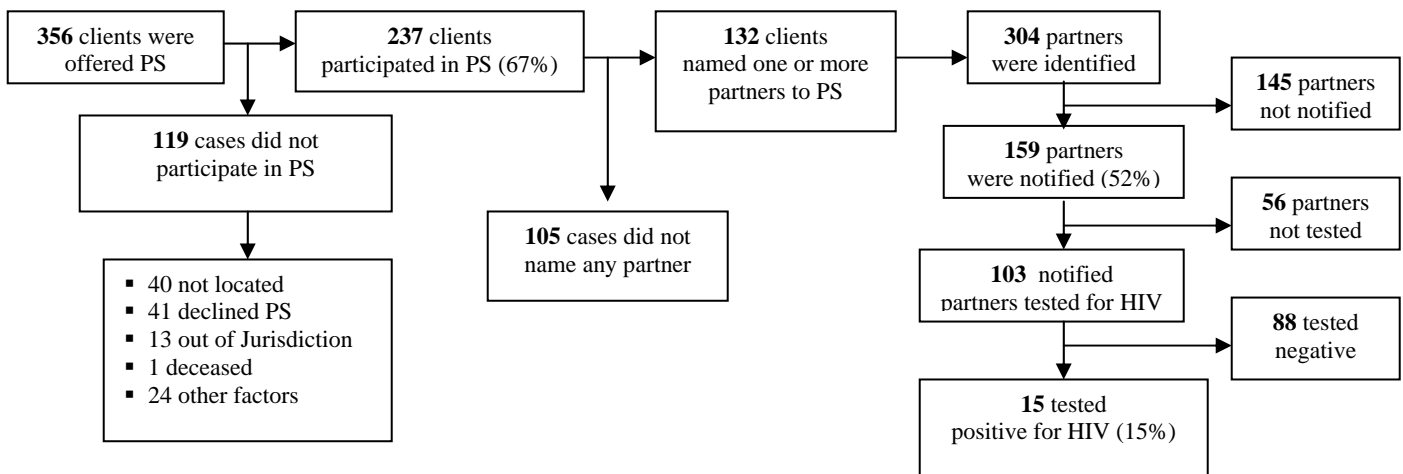 356 clients were
offered PS
237 clients
participated in PS (67%)
132 clients
named one or more
partners to PS
304 partners
were identified
145 partners
not notified
119 cases did not
participate in PS
159 partners
were notified (52%)
56 partners
not tested
105 cases did not
name any partner
▪ 40 not located
▪ 41 declined PS
▪ 13 out of Jurisdiction
▪ 1 deceased
▪ 24 other factors
103 notified
partners tested for HIV
88 tested
negative
15 tested
positive for HIV (15%)